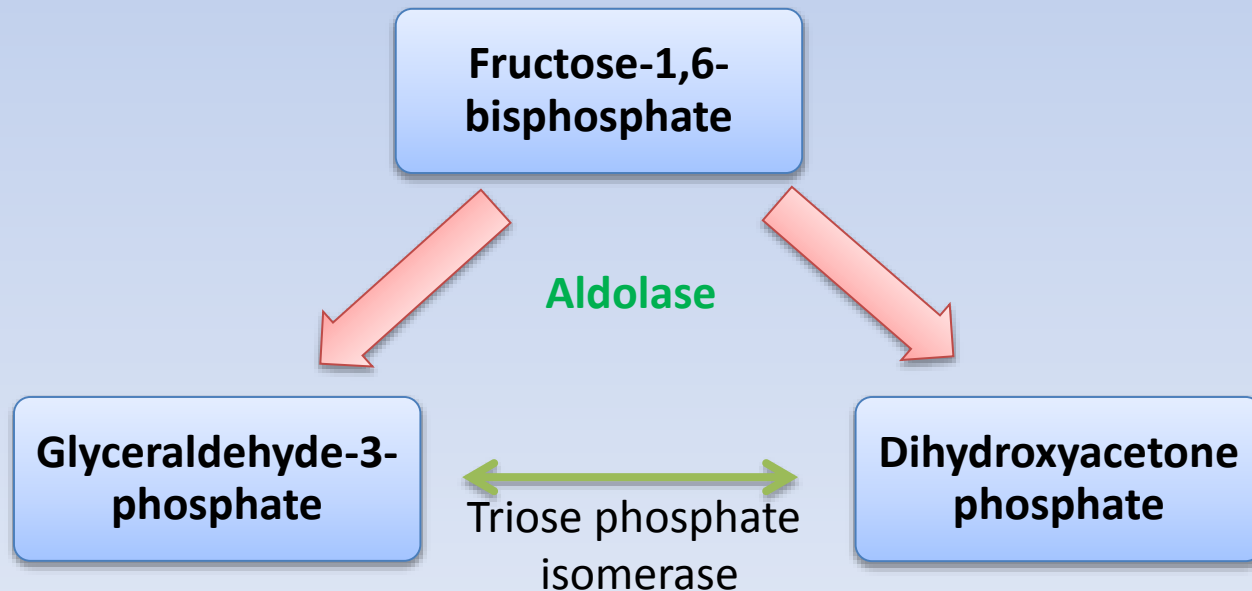 Fructose-1,6-
bisphosphate
Aldolase
Glyceraldehyde-3-
phosphate
Triose phosphate
isomerase
Dihydroxyacetone
phosphate